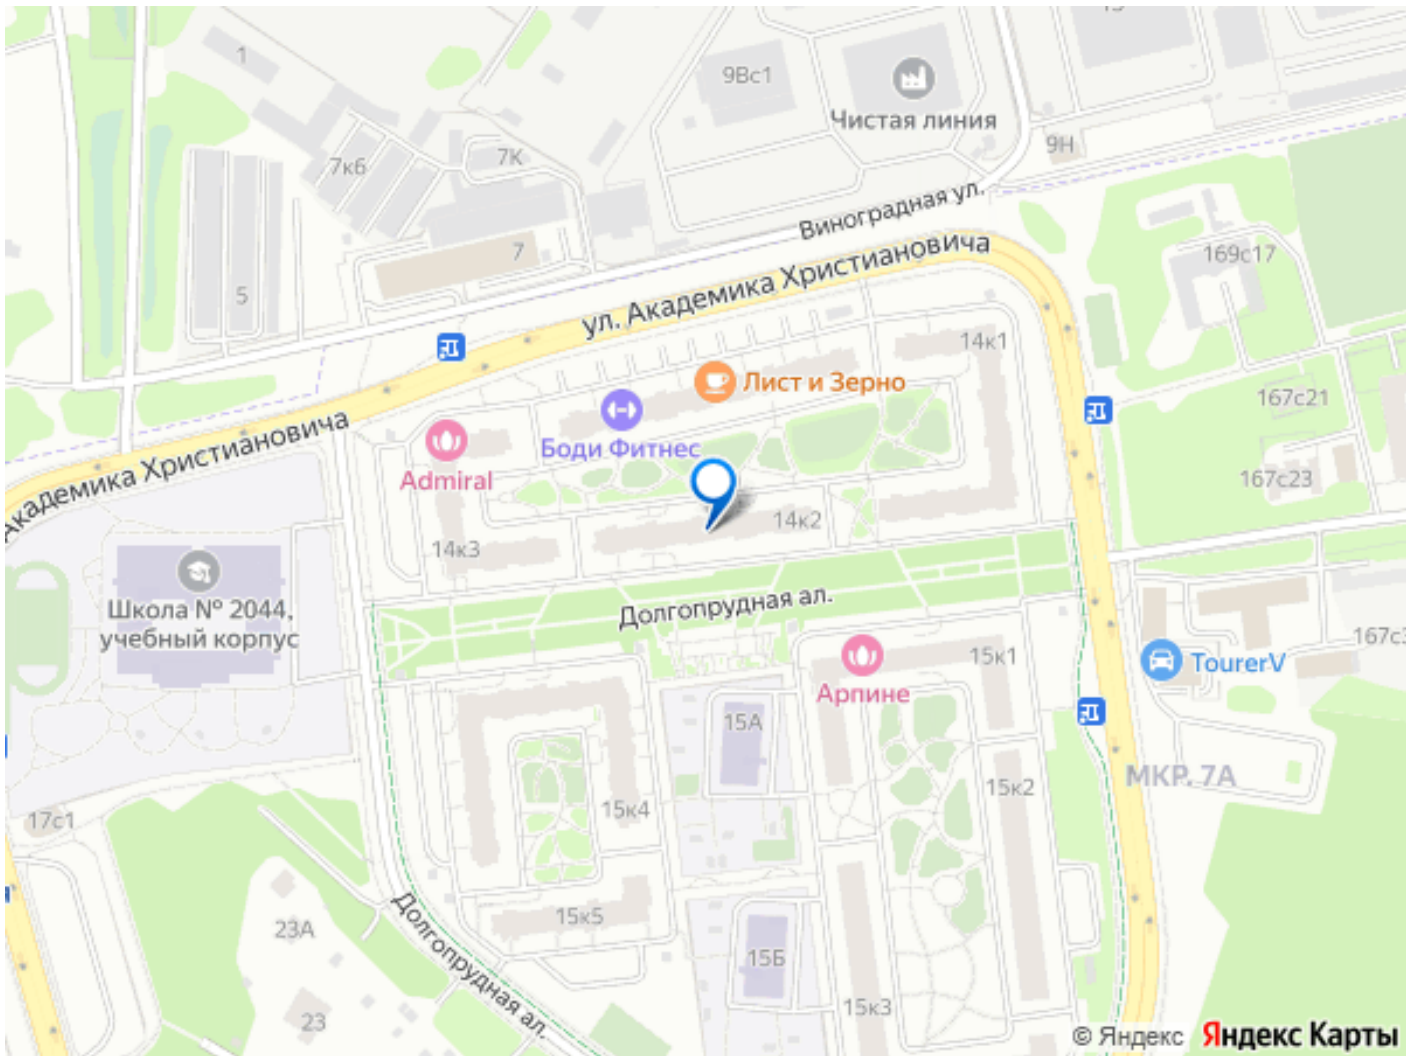 1
9Вс1
Чистая линия
9Н
7к6
7К
Виноградная ул.
7
ул. Академика Христиановича
169с17
5
14к1
Лист и Зерно
167с21
Академика Христиановича
Боди Фитнес
Admiral
167с23
14к2
14к3
Школа № 2044,
учебный корпус
Долгопрудная ал.
Арпине
15к1
TourerV
15А
МКР. 7А
15к2
15к4
17с1
23А
15к5
Долгопрудная ал.
15Б
15к3
23
© Яндекс Яндекс Карты